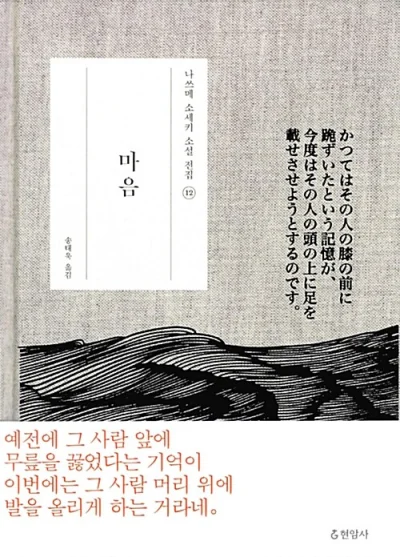 나쓰메 소세키 소설 전집 12
마음
송태욱 옮김
かつてはその人の膝の前に
跪ずいたという記憶が、
今度はその人の頭の上に足を
載せさせようとするのです。
예전에 그 사람 앞에
무릎을 꿇었다는 기억이
이번에는 그 사람 머리 위에
발을 올리게 하는 거라네。
현암사